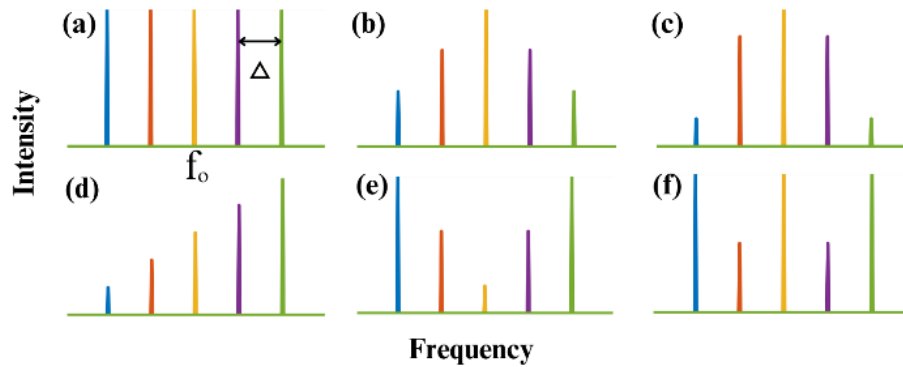 (a)
(b)
(c)
Δ
f₀
(d)
(e)
(f)
Intensity
Frequency